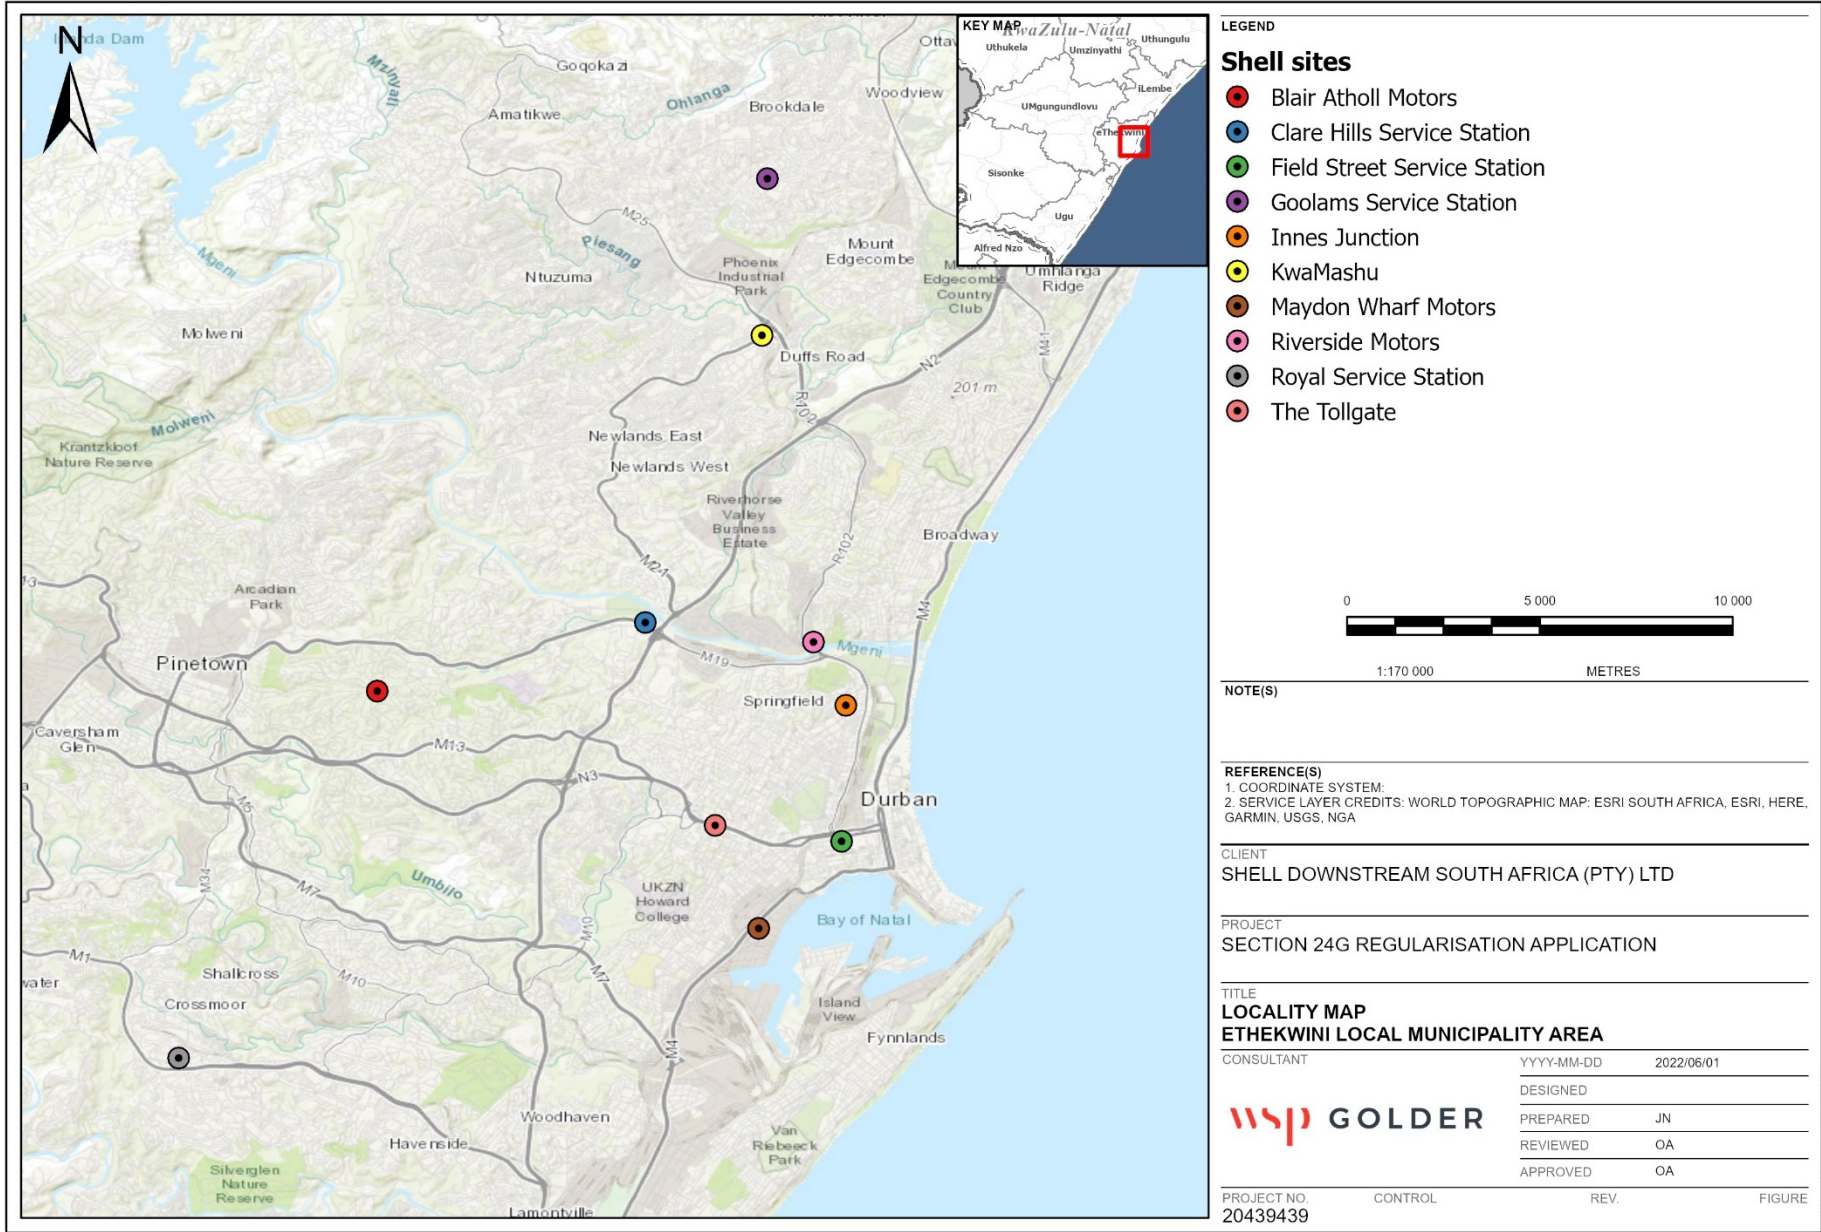 N
Inanda Dam
Mzinyati
Goqokazi
Amatikwe
Ohlanga
Brookdale
Woodview
Mgeni
M25
Piesang
Ntuzuma
Phoenix
Industrial
Park
Mount
Edgecombe
Mount
Edgecombe
Country
Club
Umhlanga
Ridge
Molweni
M41
Duffs Road
N2
201 m
R102
Molweni
Krantzkloof
Nature Reserve
Newlands East
Newlands West
Riverhorse
Valley
Business
Estate
R102
Broadway
M21
Arcadian
Park
M4
Pinetown
M19
Mgeni
Springfield
Caversham
Glen
M13
N3
Durban
M5
M34
M7
Umbilo
UKZN
Howard
College
M10
Bay of Natal
M1
Shallcross
M10
M7
Crossmoor
Island
View
Fynnlands
M4
Woodhaven
Havenside
Van
Riebeeck
Park
Silverglen
Nature
Reserve
Lamontville
KEY MAP
KwaZulu-Natal
Uthukela
Umzinyathi
Uthungulu
iLembe
UMgungundlovu
eThekwini
Sisonke
Ugu
Alfred Nzo
LEGEND
Shell sites
Blair Atholl Motors
Clare Hills Service Station
Field Street Service Station
Goolams Service Station
Innes Junction
KwaMashu
Maydon Wharf Motors
Riverside Motors
Royal Service Station
The Tollgate
0 5 000 10 000
1:170 000 METRES
NOTE(S)
REFERENCE(S)
1. COORDINATE SYSTEM:
2. SERVICE LAYER CREDITS: WORLD TOPOGRAPHIC MAP: ESRI SOUTH AFRICA, ESRI, HERE,
GARMIN, USGS, NGA
CLIENT
SHELL DOWNSTREAM SOUTH AFRICA (PTY) LTD
PROJECT
SECTION 24G REGULARISATION APPLICATION
TITLE
LOCALITY MAP
ETHEKWINI LOCAL MUNICIPALITY AREA
CONSULTANT
wsp GOLDER
YYYY-MM-DD 2022/06/01
DESIGNED
PREPARED JN
REVIEWED OA
APPROVED OA
PROJECT NO. CONTROL REV. FIGURE
20439439